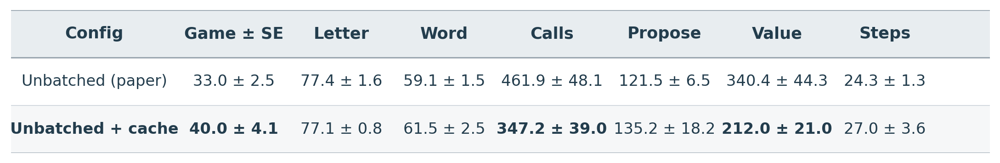 Config Game ± SE Letter Word Calls Propose Value Steps
Unbatched (paper) 33.0 ± 2.5 77.4 ± 1.6 59.1 ± 1.5 461.9 ± 48.1 121.5 ± 6.5 340.4 ± 44.3 24.3 ± 1.3
Unbatched + cache 40.0 ± 4.1 77.1 ± 0.8 61.5 ± 2.5 347.2 ± 39.0 135.2 ± 18.2 212.0 ± 21.0 27.0 ± 3.6